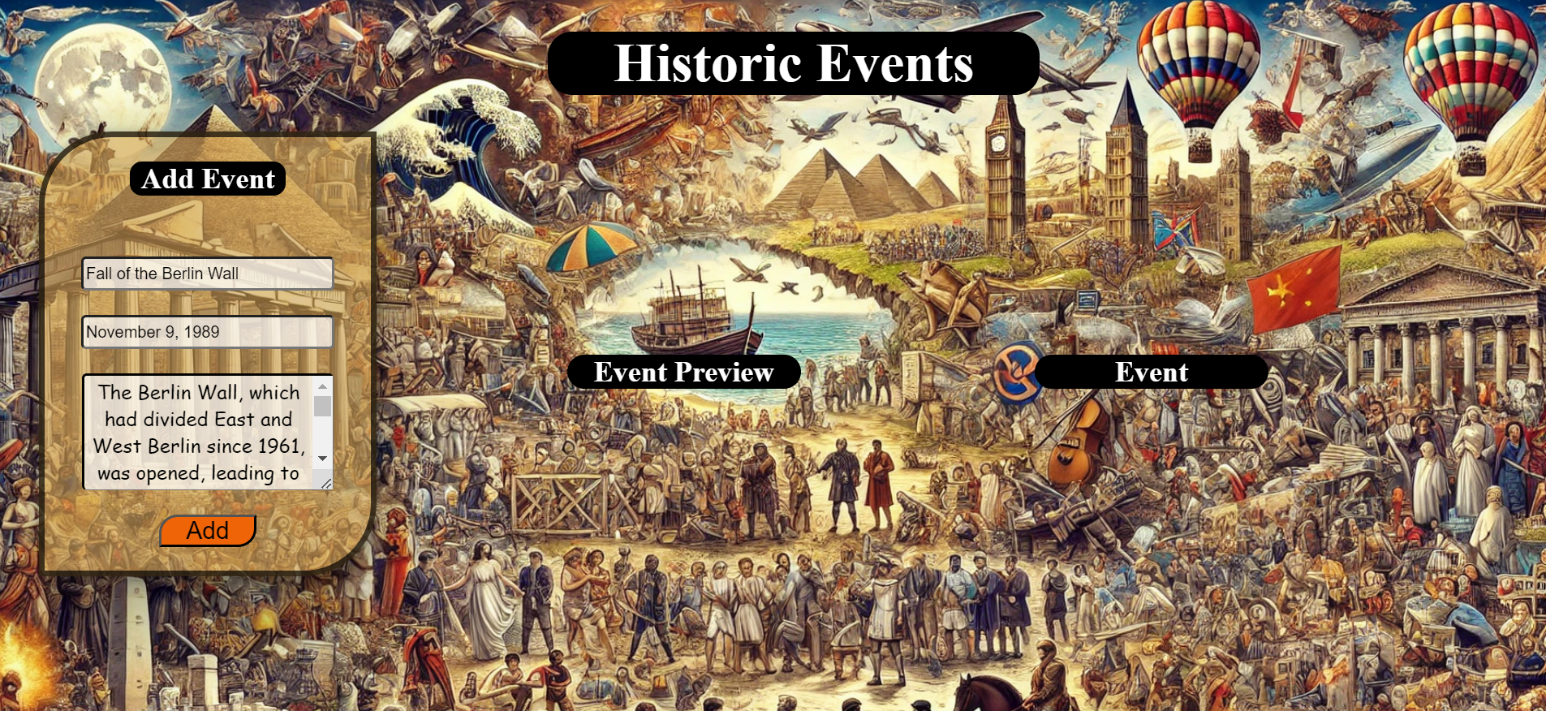 Historic Events
Add Event
Fall of the Berlin Wall
November 9, 1989
The Berlin Wall, which
had divided East and
West Berlin since 1961,
was opened, leading to
Add
Event Preview
Event